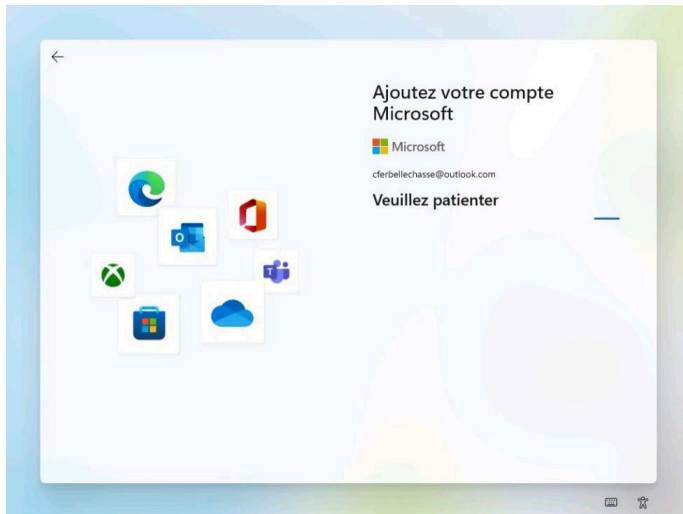 Ajoutez votre compte
Microsoft
Microsoft
cferbellechasse@outlook.com
Veuillez patienter